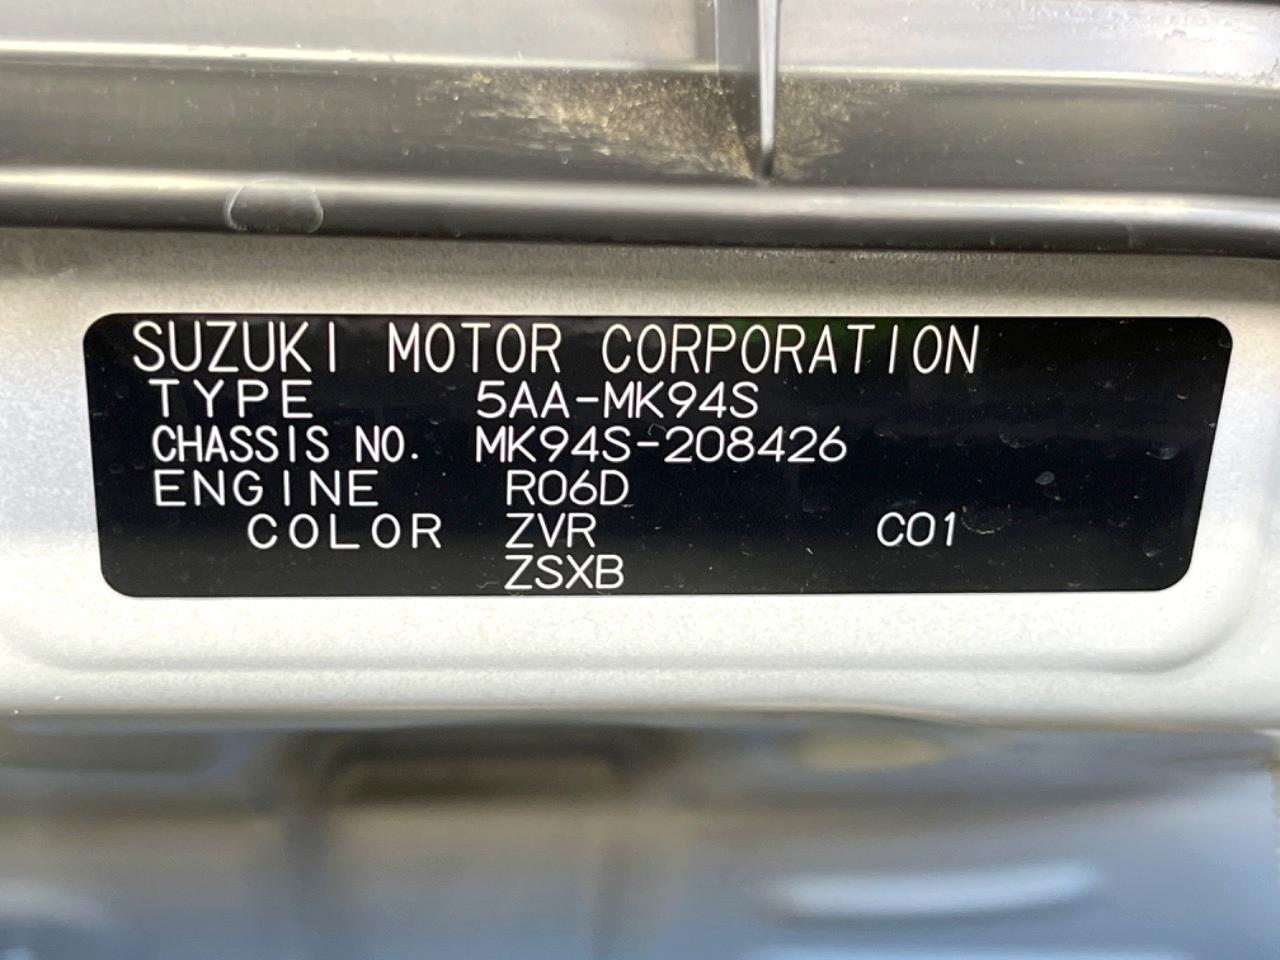 SUZUKI MOTOR CORPORATION
TYPE 5AA-MK94S
CHASSIS NO. MK94S-208426
ENGINE R06D
COLOR ZVR C01
ZSXB